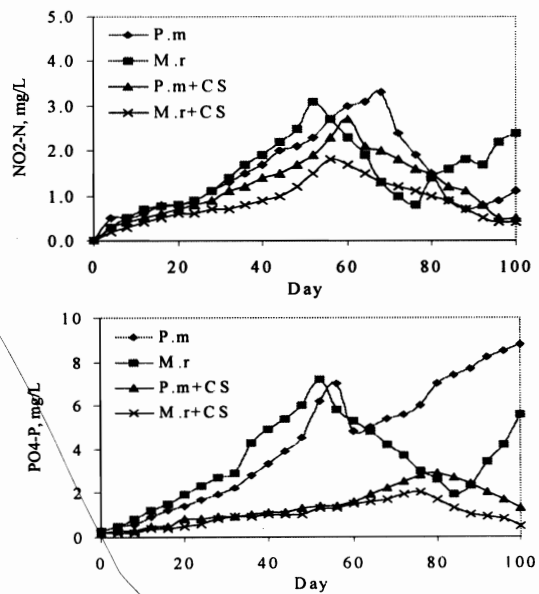 5.0
4.0
3.0
2.0
1.0
0.0
NO2-N, mg/L
P.m
M.r
P.m+CS
M.r+CS
0 20 40 60 80 100
Day
10
8
6
4
2
0
PO4-P, mg/L
P.m
M.r
P.m+CS
M.r+CS
0 20 40 60 80 100
Day